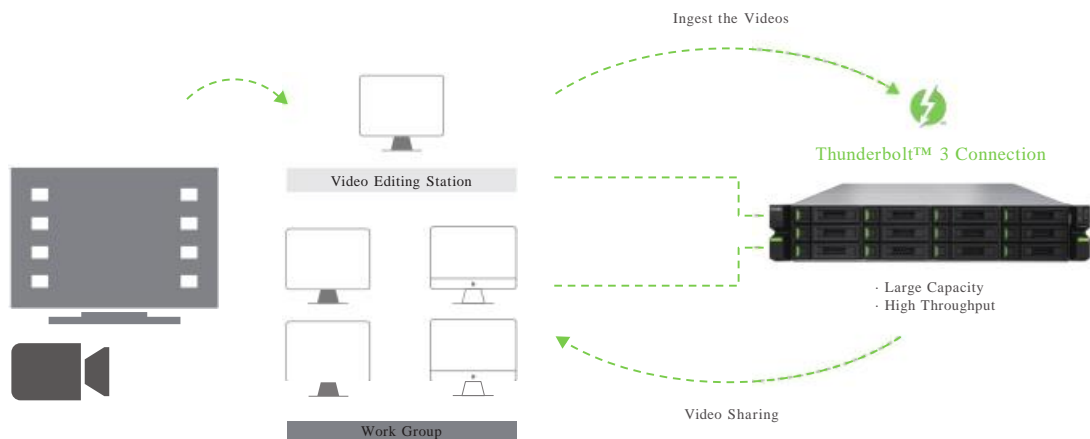 Ingest the Videos
Thunderbolt™ 3 Connection
Video Editing Station
· Large Capacity
· High Throughput
Video Sharing
Work Group